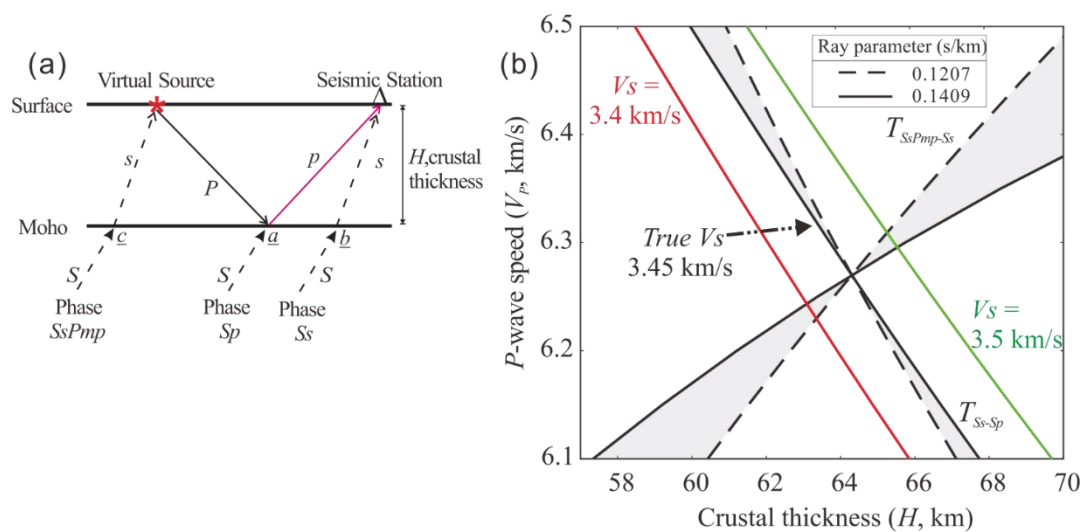 (a)
Virtual Source
Seismic Station
Surface
s
P
p
s
H,crustal
thickness
Moho
c
a
b
S
S
S
Phase
SsPmp
Phase
Sp
Phase
Ss
(b)
P-wave speed (VP, km/s)
6.5
6.4
6.3
6.2
6.1
Vs =
3.4 km/s
Ray parameter (s/km)
0.1207
0.1409
TSsPmp-Ss
True Vs
3.45 km/s
Vs =
3.5 km/s
TSs-Sp
58 60 62 64 66 68 70
Crustal thickness (H, km)